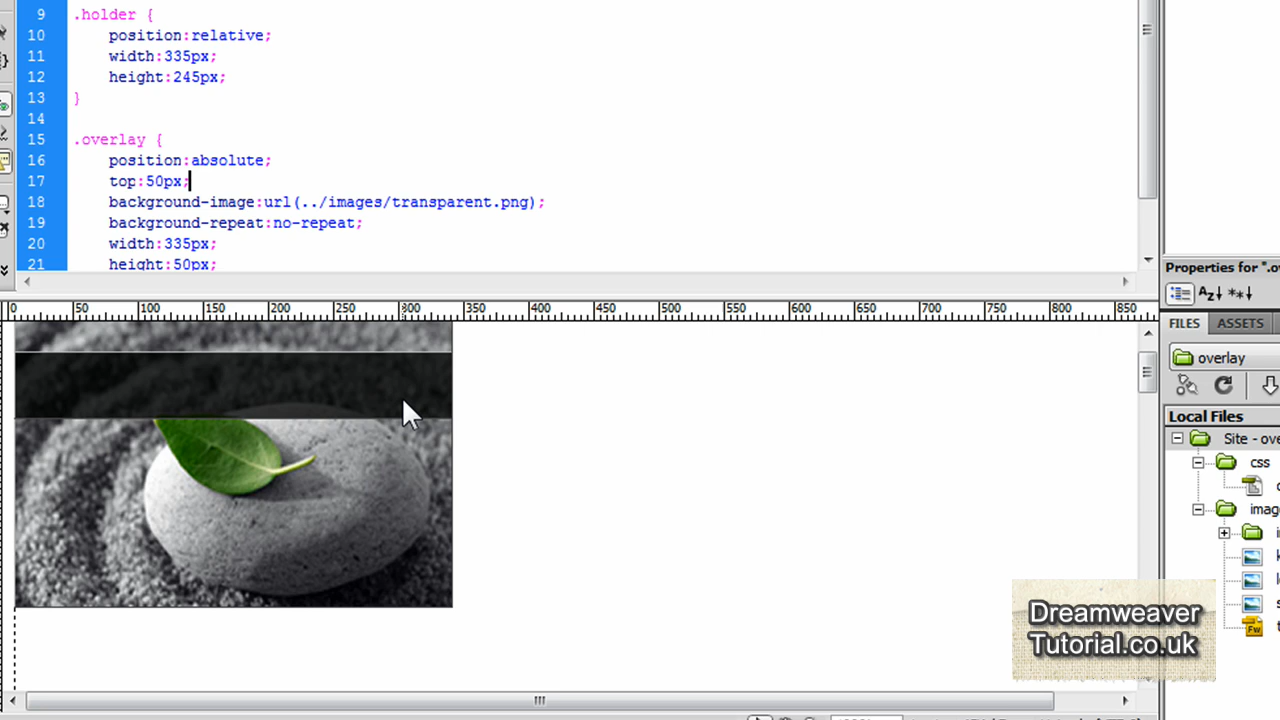 9 .holder {
10 position:relative;
11 width:335px;
12 height:245px;
13 }
14
15 .overlay {
16 position:absolute;
17 top:50px;
18 background-image:url(../images/transparent.png);
19 background-repeat:no-repeat;
20 width:335px;
21 height:50px;
Properties for ".o
0 50 100 150 200 250 300 350 400 450 500 550 600 650 700 750 800 850
FILES ASSETS
overlay
Local Files
Site - ove
css
imag
Dreamweaver
Tutorial.co.uk